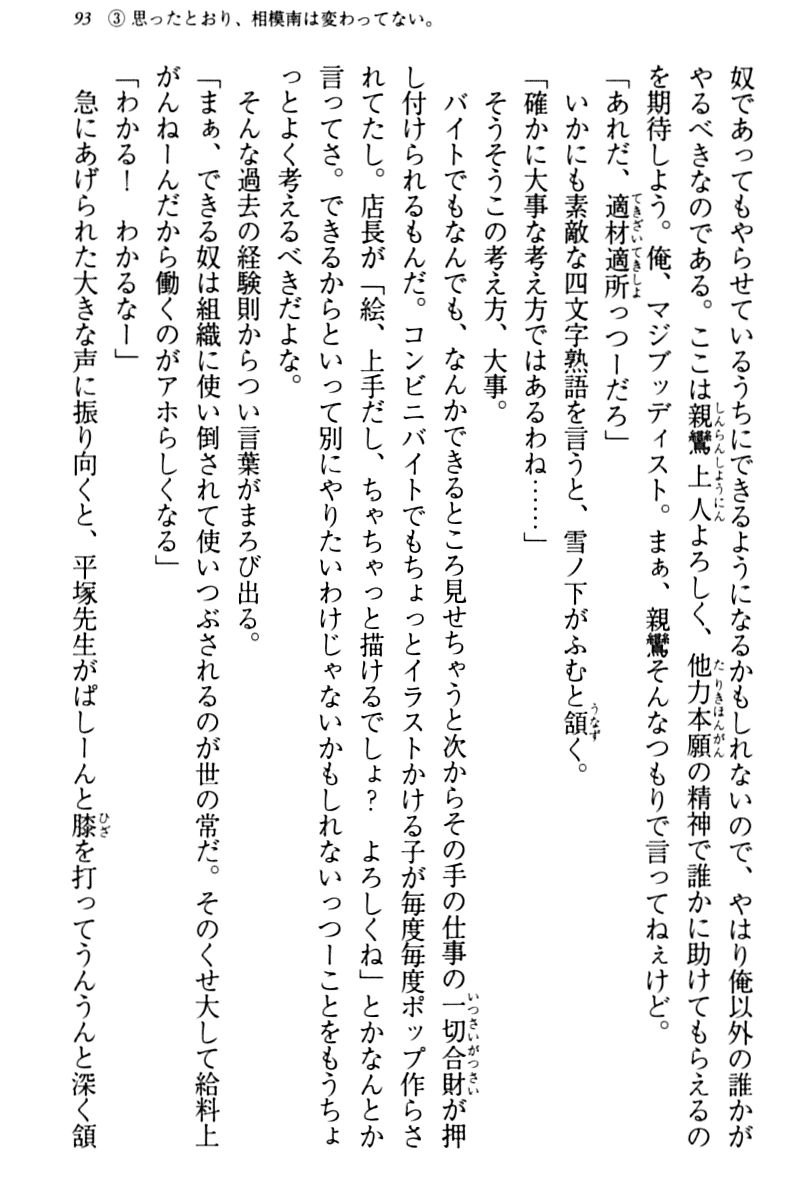 93 ③ 思ったとおり、相模南は変わってない。
奴であってもやらせているうちにできるようになるかもしれないので、やはり俺以外の誰かが
やるべきなのである。ここは親鸞上人よろしく、他力本願の精神で誰かに助けてもらえるの
を期待しよう。俺、マジブッディスト。まぁ、親鸞そんなつもりで言ってねぇけど。
「あれだ、適材適所っつーだろ」
いかにも素敵な四文字熟語を言うと、雪ノ下がふむと頷く。
「確かに大事な考え方ではあるわね……」
そうそうこの考え方、大事。
バイトでもなんでも、なんかできるところ見せちゃうと次からその手の仕事の一切合財が押
し付けられるもんだ。コンビニバイトでもちょっとイラストかける子が毎度毎度ポップ作らさ
れてたし。店長が「絵、上手だし、ちゃちゃっと描けるでしょ? よろしくね」とかなんとか
言ってさ。できるからといって別にやりたいわけじゃないかもしれないっつーことをもうちょ
っとよく考えるべきだよな。
そんな過去の経験則からつい言葉がまろび出る。
「まぁ、できる奴は組織に使い倒されて使いつぶされるのが世の常だ。そのくせ大して給料上
がんねーんだから働くのがアホらしくなる」
「わかる! わかるなー」
急にあげられた大きな声に振り向くと、平塚先生がぱしーんと膝を打ってうんうんと深く頷